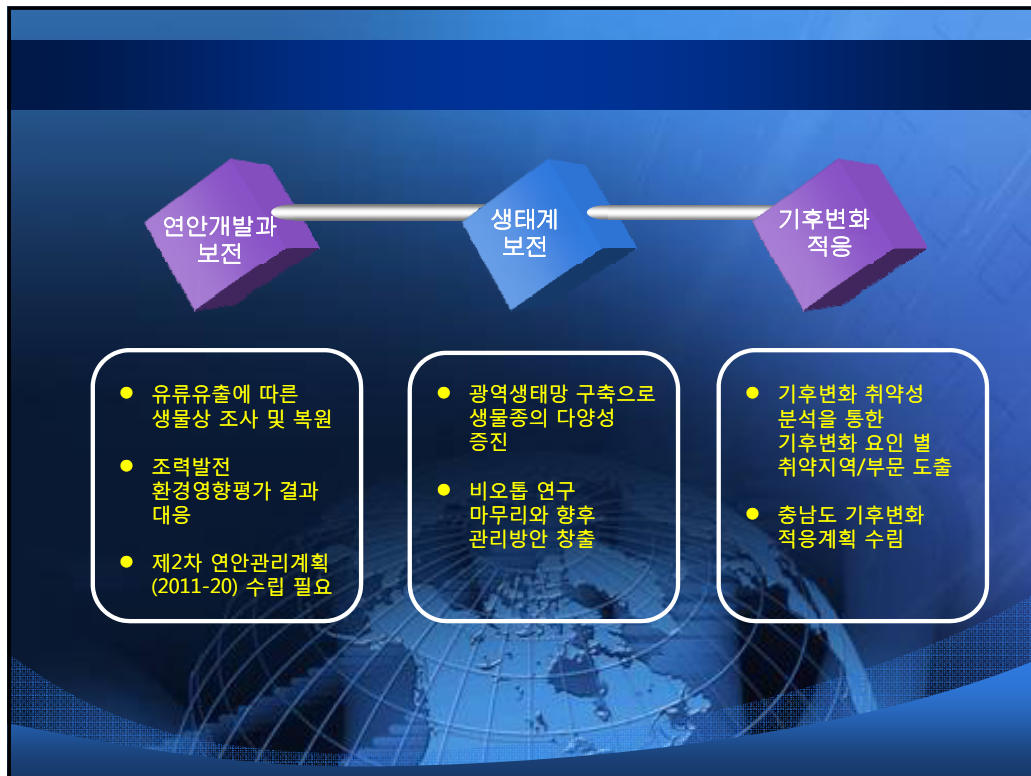 연안개발과
보전
생태계
보전
기후변화
적응
● 유류유출에 따른
생물상 조사 및 복원
● 조력발전
환경영향평가 결과
대응
● 제2차 연안관리계획
(2011-20) 수립 필요
● 광역생태망 구축으로
생물종의 다양성
증진
● 비오톱 연구
마무리와 향후
관리방안 창출
● 기후변화 취약성
분석을 통한
기후변화 요인 별
취약지역/부문 도출
● 충남도 기후변화
적응계획 수림